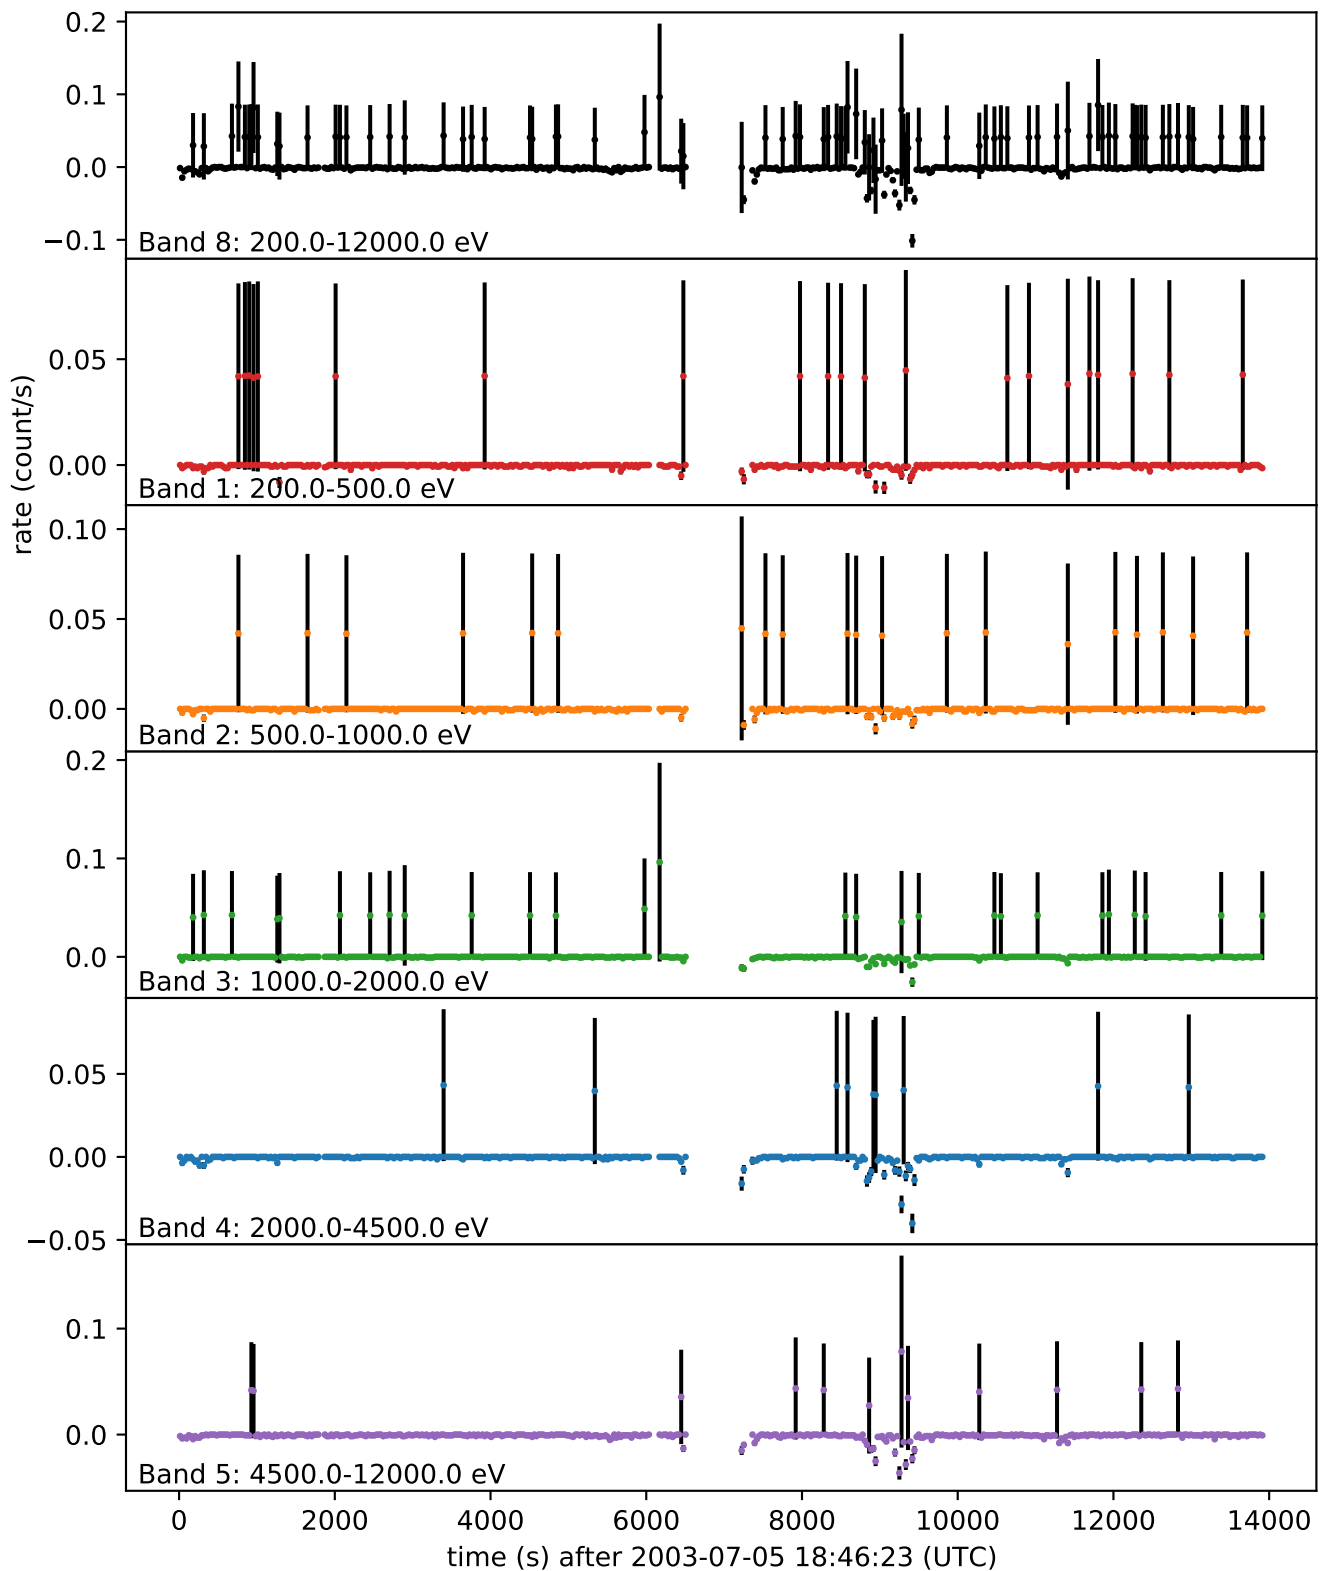 0.2
0.1
0.0
−0.1
Band 8: 200.0-12000.0 eV
0.05
0.00
Band 1: 200.0-500.0 eV
rate (count/s)
0.10
0.05
0.00
Band 2: 500.0-1000.0 eV
0.2
0.1
0.0
Band 3: 1000.0-2000.0 eV
0.05
0.00
−0.05
Band 4: 2000.0-4500.0 eV
0.1
0.0
Band 5: 4500.0-12000.0 eV
0 2000 4000 6000 8000 10000 12000 14000
time (s) after 2003-07-05 18:46:23 (UTC)